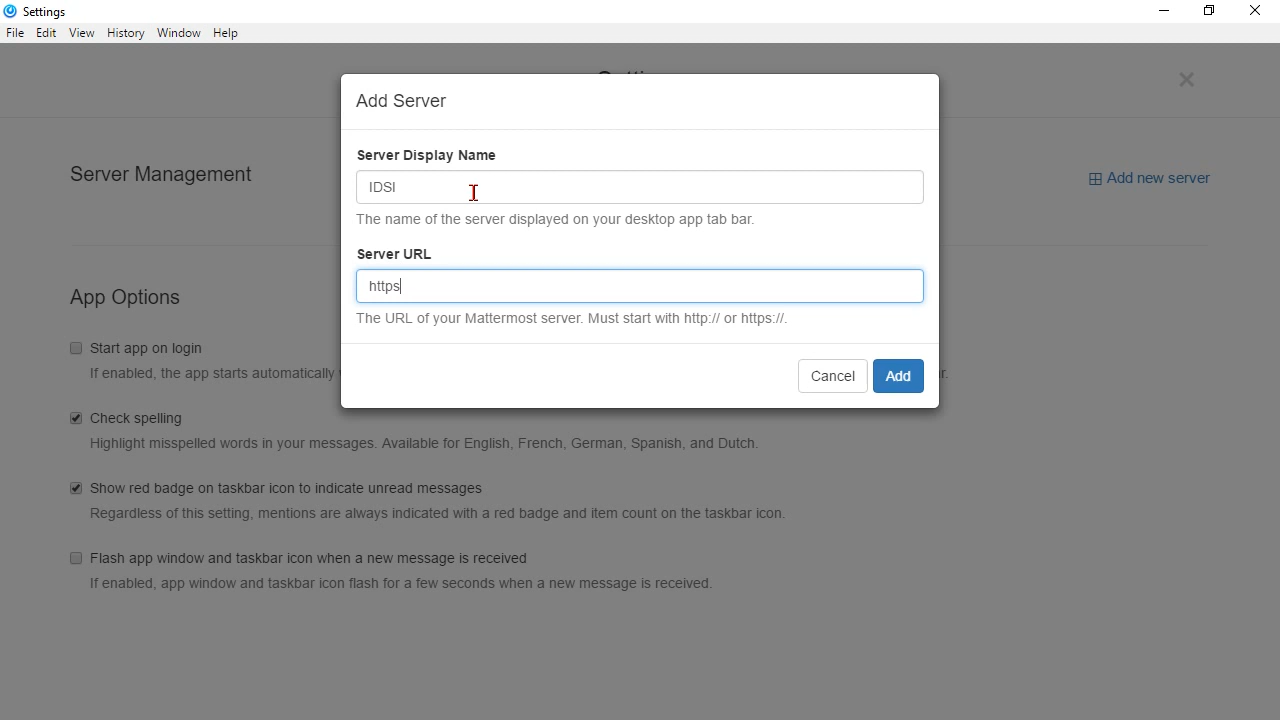 Settings
File Edit View History Window Help
Add Server
Server Management
Add new server
Server Display Name
IDSI
The name of the server displayed on your desktop app tab bar.
Server URL
https
The URL of your Mattermost server. Must start with http:// or https://.
Cancel Add
App Options
Start app on login
If enabled, the app starts automatically
Check spelling
Highlight misspelled words in your messages. Available for English, French, German, Spanish, and Dutch.
Show red badge on taskbar icon to indicate unread messages
Regardless of this setting, mentions are always indicated with a red badge and item count on the taskbar icon.
Flash app window and taskbar icon when a new message is received
If enabled, app window and taskbar icon flash for a few seconds when a new message is received.